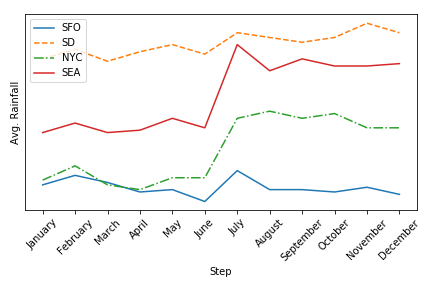 SFO
SD
NYC
SEA
Avg. Rainfall
January
February
March
April
May
June
July
August
September
October
November
December
Step